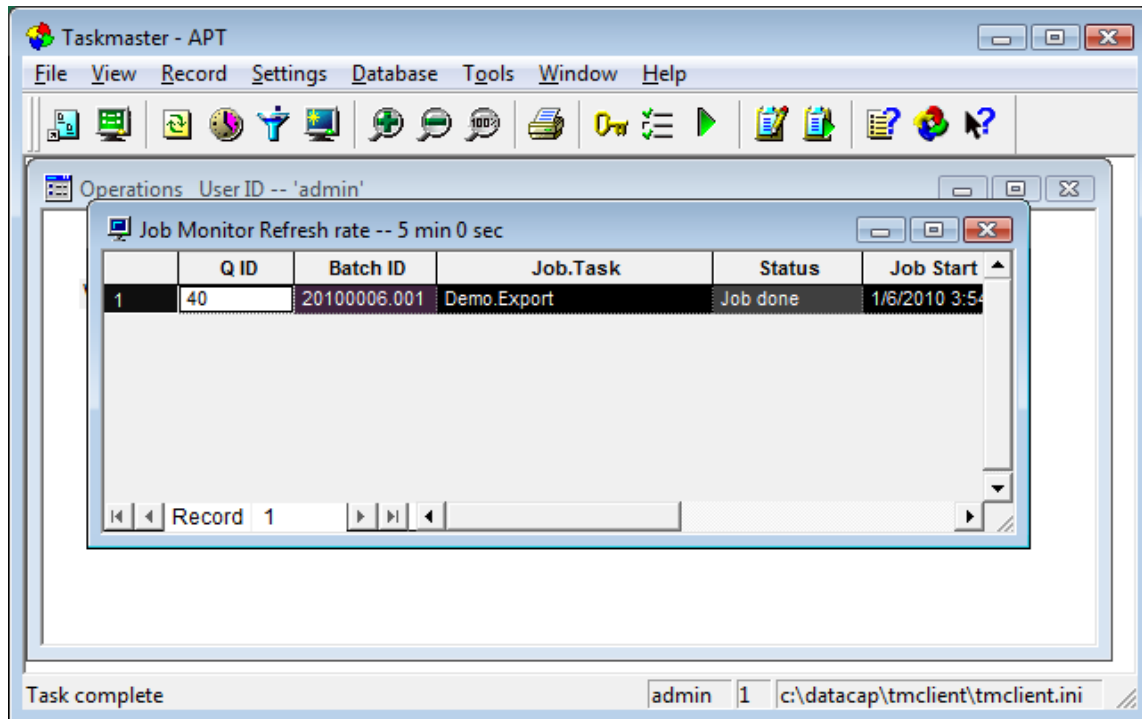 Taskmaster - APT
File View Record Settings Database Tools Window Help
Operations User ID -- 'admin'
Job Monitor Refresh rate -- 5 min 0 sec
Q ID Batch ID Job.Task Status Job Start
1 40 20100006.001 Demo.Export Job done 1/6/2010 3:54
Record 1
Task complete admin 1 c:\datacap\tmclient\tmclient.ini